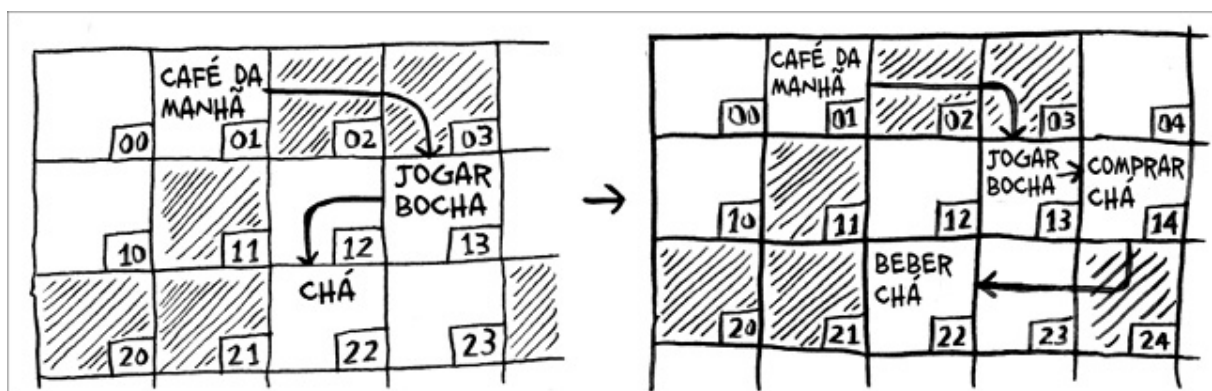 CAFÉ DA
MANHÃ
00
01
02
03
JOGAR
BOCHA
10
11
12
13
CHÁ
20
21
22
23
CAFÉ DA
MANHÃ
00
01
02
03
04
JOGAR
BOCHA
COMPRAR
CHÁ
10
11
12
13
14
BEBER
CHÁ
20
21
22
23
24